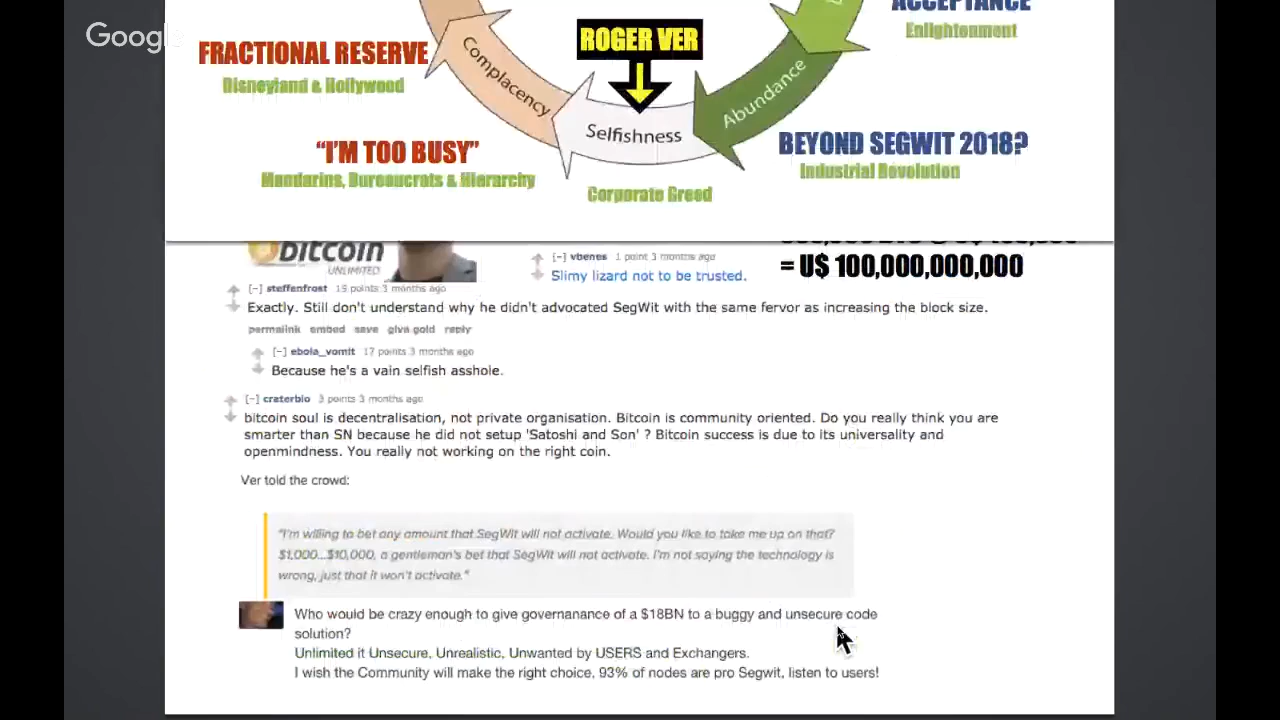 Google
ACCEPTANCE
Enlightenment
ROGER VER
FRACTIONAL RESERVE
Disneyland & Hollywood
Complacency
Abundance
Selfishness
BEYOND SEGWIT 2018?
Industrial Revolution
“I'M TOO BUSY”
Mandarins, Bureaucrats & Hierarchy
Corporate Greed
bitcoin
UNLIMITED
[-] vbenes 1 point 3 months ago
Slimy lizard not to be trusted.
= U$ 100,000,000,000
[-] steffenfrost 15 points 3 months ago
Exactly. Still don't understand why he didn't advocated SegWit with the same fervor as increasing the block size.
permalink embed save give gold reply
[-] ebola_vomit 17 points 3 months ago
Because he's a vain selfish asshole.
[-] craterbio 3 points 3 months ago
bitcoin soul is decentralisation, not private organisation. Bitcoin is community oriented. Do you really think you are
smarter than SN because he did not setup 'Satoshi and Son' ? Bitcoin success is due to its universality and
openmindness. You really not working on the right coin.
Ver told the crowd:
"I'm willing to bet any amount that SegWit will not activate. Would you like to take me up on that?
$1,000...$10,000, a gentleman's bet that SegWit will not activate. I'm not saying the technology is
wrong, just that it won't activate."
Who would be crazy enough to give governanance of a $18BN to a buggy and unsecure code
solution?
Unlimited it Unsecure, Unrealistic, Unwanted by USERS and Exchangers.
I wish the Community will make the right choice, 93% of nodes are pro Segwit, listen to users!